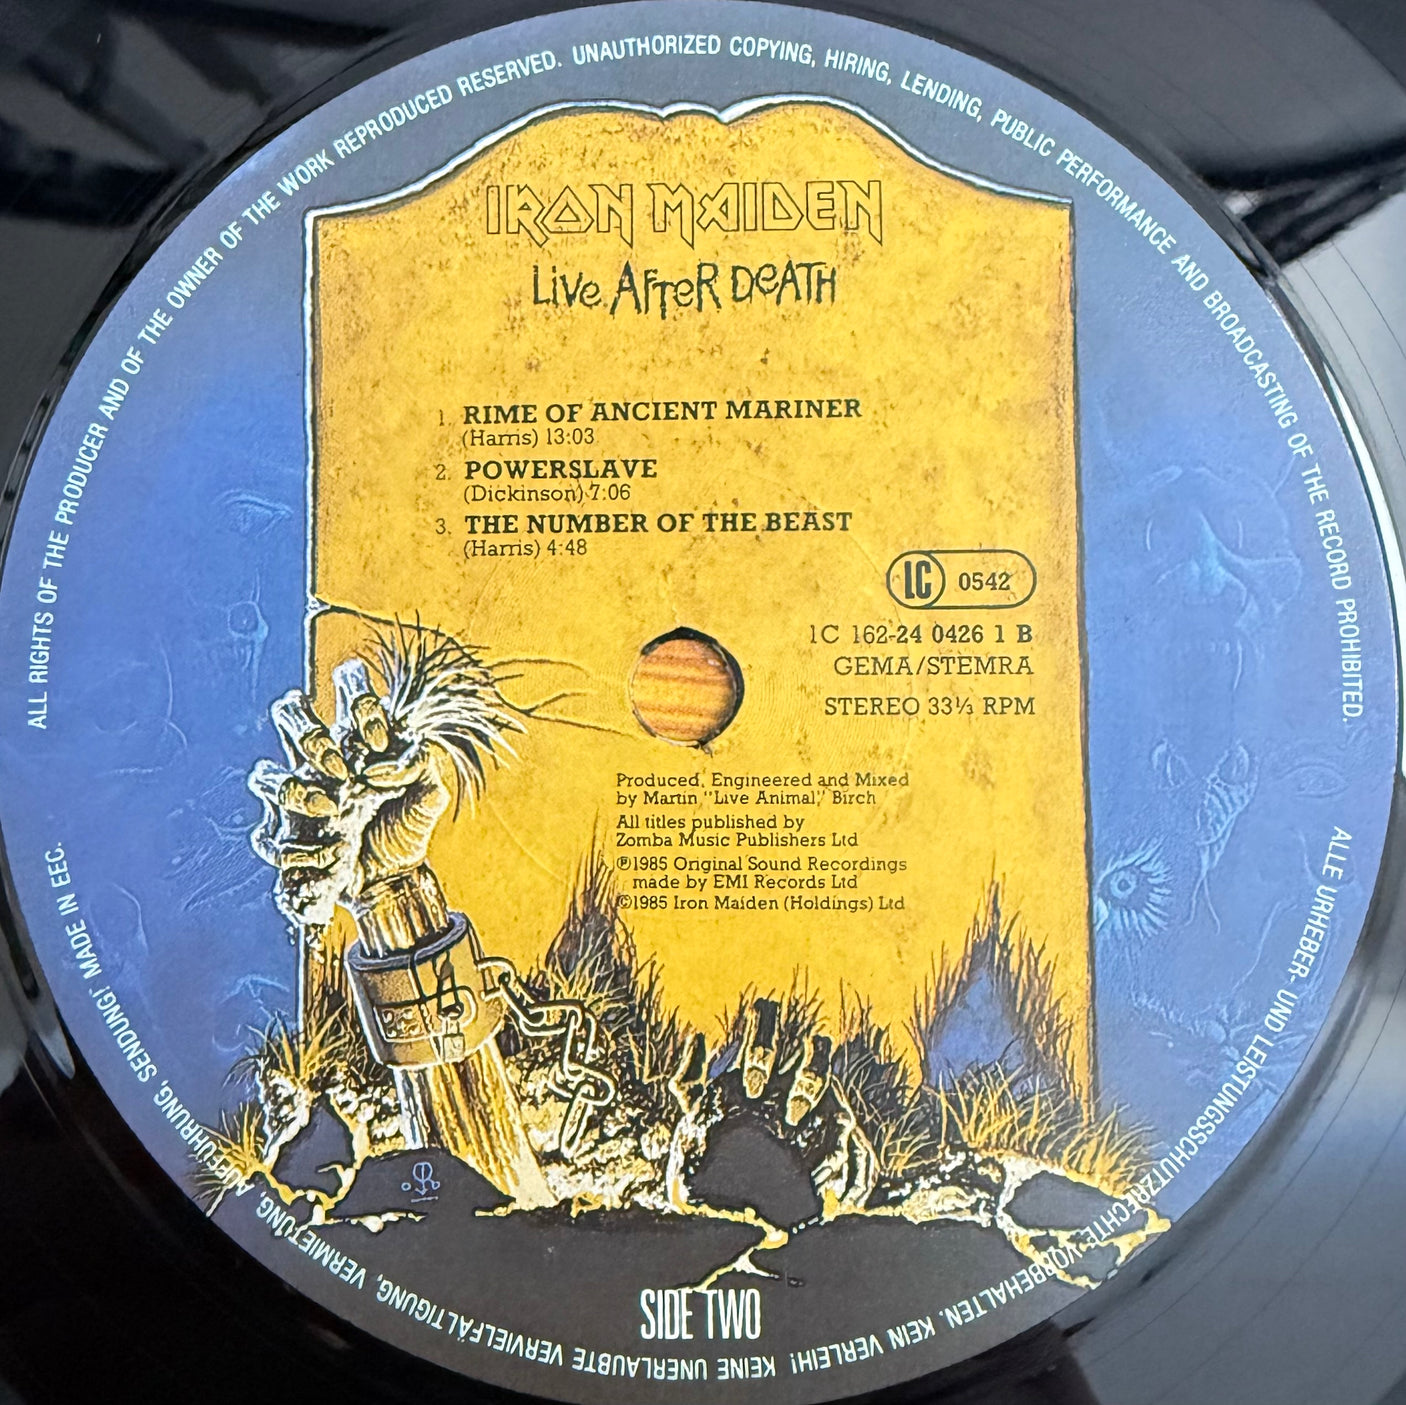 ALL RIGHTS OF THE PRODUCER AND OF THE OWNER OF THE WORK REPRODUCED RESERVED. UNAUTHORIZED COPYING, HIRING, LENDING, PUBLIC PERFORMANCE AND BROADCASTING OF THE RECORD PROHIBITED.
IRON MAIDEN
Live After Death
1. RIME OF ANCIENT MARINER
(Harris) 13:03
2. POWERSLAVE
(Dickinson) 7:06
3. THE NUMBER OF THE BEAST
(Harris) 4:48
LC 0542
1C 162-24 0426 1 B
GEMA/STEMRA
STEREO 33⅓ RPM
Produced, Engineered and Mixed
by Martin "Live Animal," Birch
All titles published by
Zomba Music Publishers Ltd
℗1985 Original Sound Recordings
made by EMI Records Ltd
©1985 Iron Maiden (Holdings) Ltd
SIDE TWO
ALLE URHEBER- UND LEISTUNGSSCHUTZRECHTE VORBEHALTEN. KEIN VERLEIH! KEINE UNERLAUBTE VERVIELFÄLTIGUNG, VERMIETUNG, AUFFÜHRUNG, SENDUNG! MADE IN EEC.